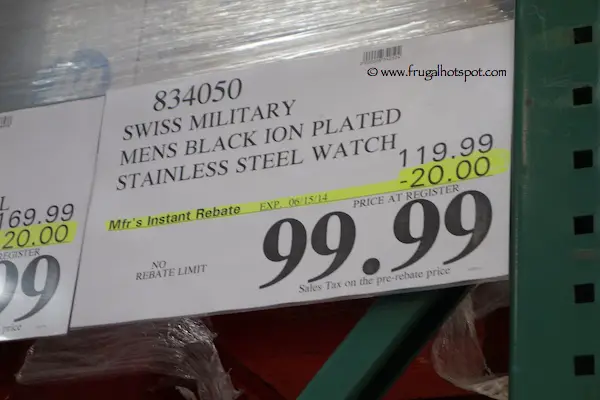 © www.frugalhotspot.com
834050
SWISS MILITARY
MENS BLACK ION PLATED
STAINLESS STEEL WATCH
119.99
-20.00
Mfr's Instant Rebate EXP. 06/15/14
PRICE AT REGISTER
99.99
NO
REBATE LIMIT
Sales Tax on the pre-rebate price
L
169.99
20.00
REGISTER
99
price